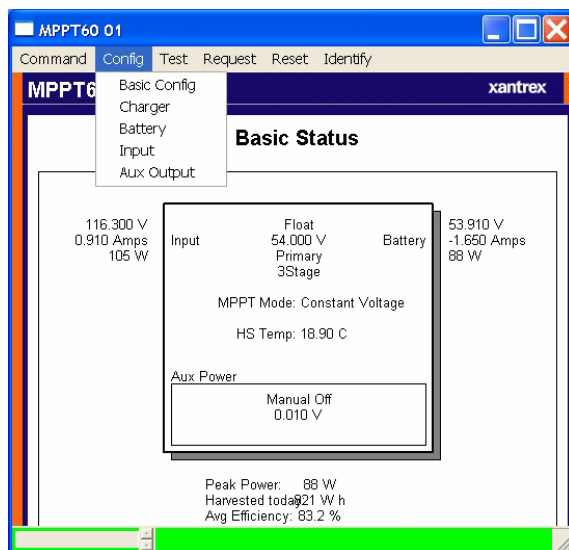 MPPT60 01
Command Config Test Request Reset Identify
MPPT6 xantrex
Basic Config
Charger
Battery
Input
Aux Output
Basic Status
116.300 V
0.910 Amps
105 W
Input
Float
54.000 V
Primary
3Stage
Battery
53.910 V
-1.650 Amps
88 W
MPPT Mode: Constant Voltage
HS Temp: 18.90 C
Aux Power
Manual Off
0.010 V
Peak Power: 88 W
Harvested today: 821 W h
Avg Efficiency: 83.2 %